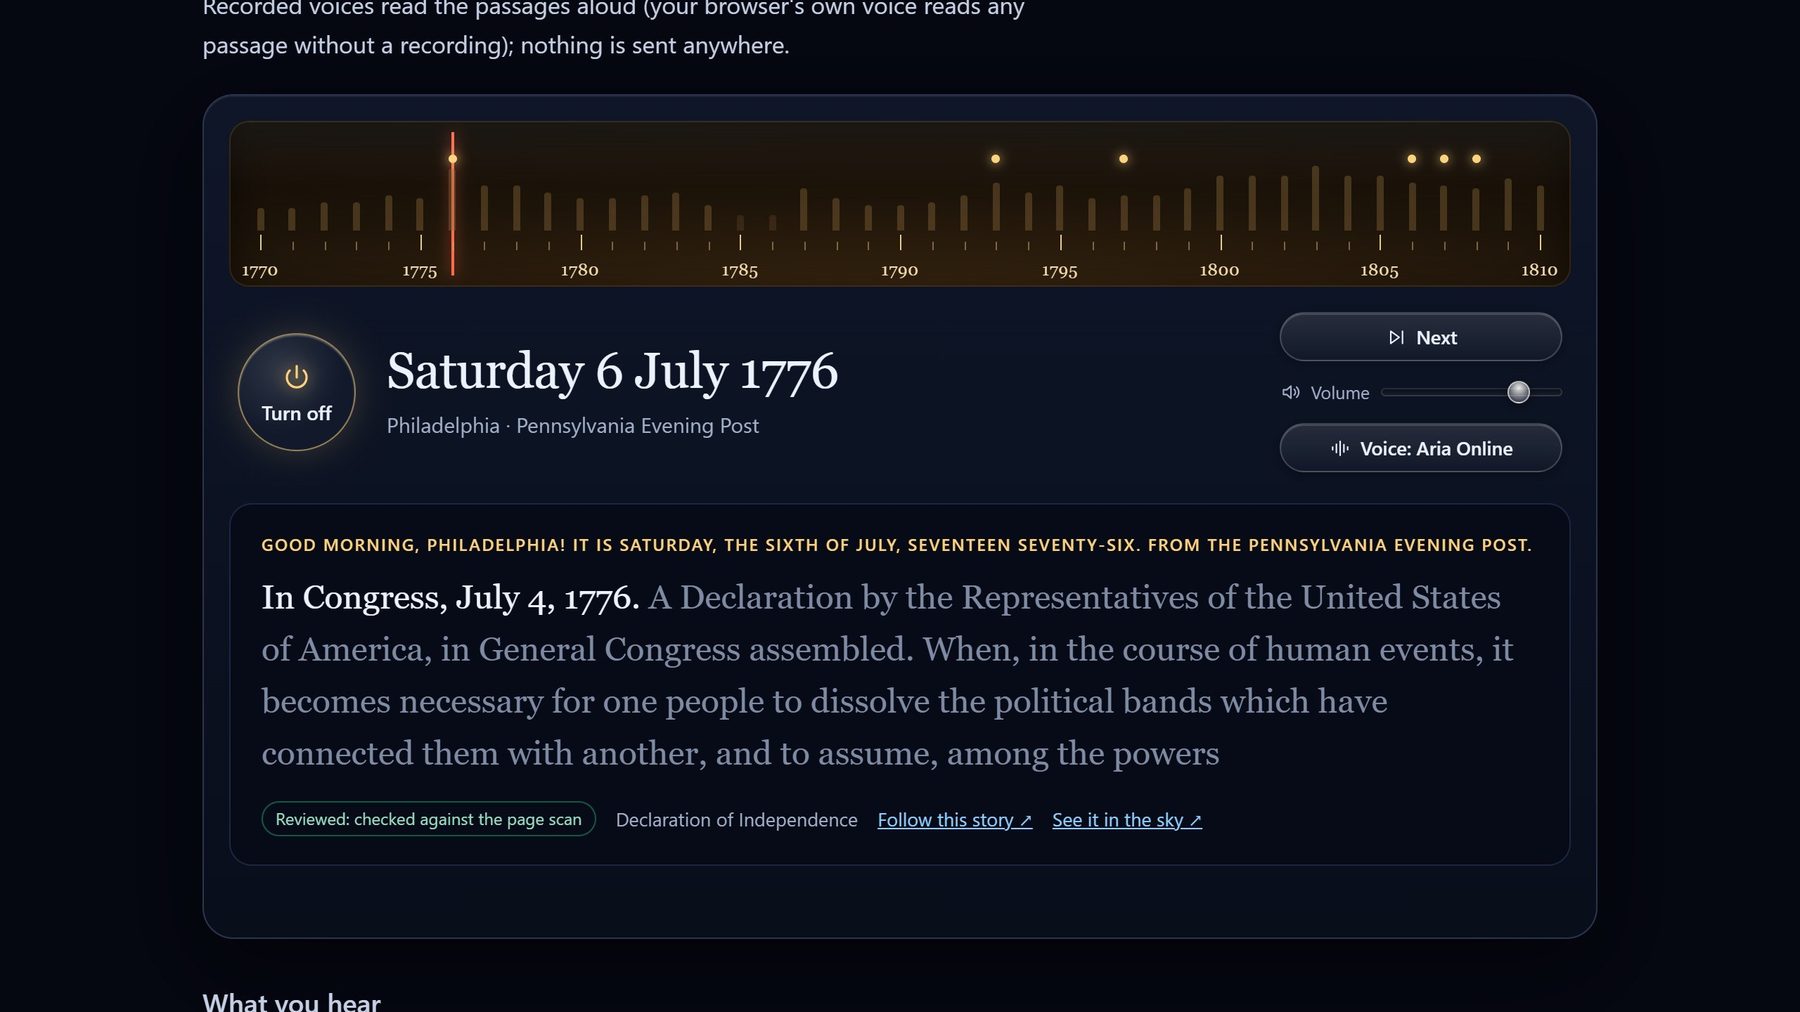 Recorded voices read the passages aloud (your browser's own voice reads any
passage without a recording); nothing is sent anywhere.
1770 1775 1780 1785 1790 1795 1800 1805 1810
Turn off
Saturday 6 July 1776
Philadelphia · Pennsylvania Evening Post
Next
Volume
Voice: Aria Online
GOOD MORNING, PHILADELPHIA! IT IS SATURDAY, THE SIXTH OF JULY, SEVENTEEN SEVENTY-SIX. FROM THE PENNSYLVANIA EVENING POST.
In Congress, July 4, 1776. A Declaration by the Representatives of the United States
of America, in General Congress assembled. When, in the course of human events, it
becomes necessary for one people to dissolve the political bands which have
connected them with another, and to assume, among the powers
Reviewed: checked against the page scan Declaration of Independence Follow this story ↗ See it in the sky ↗
What you hear